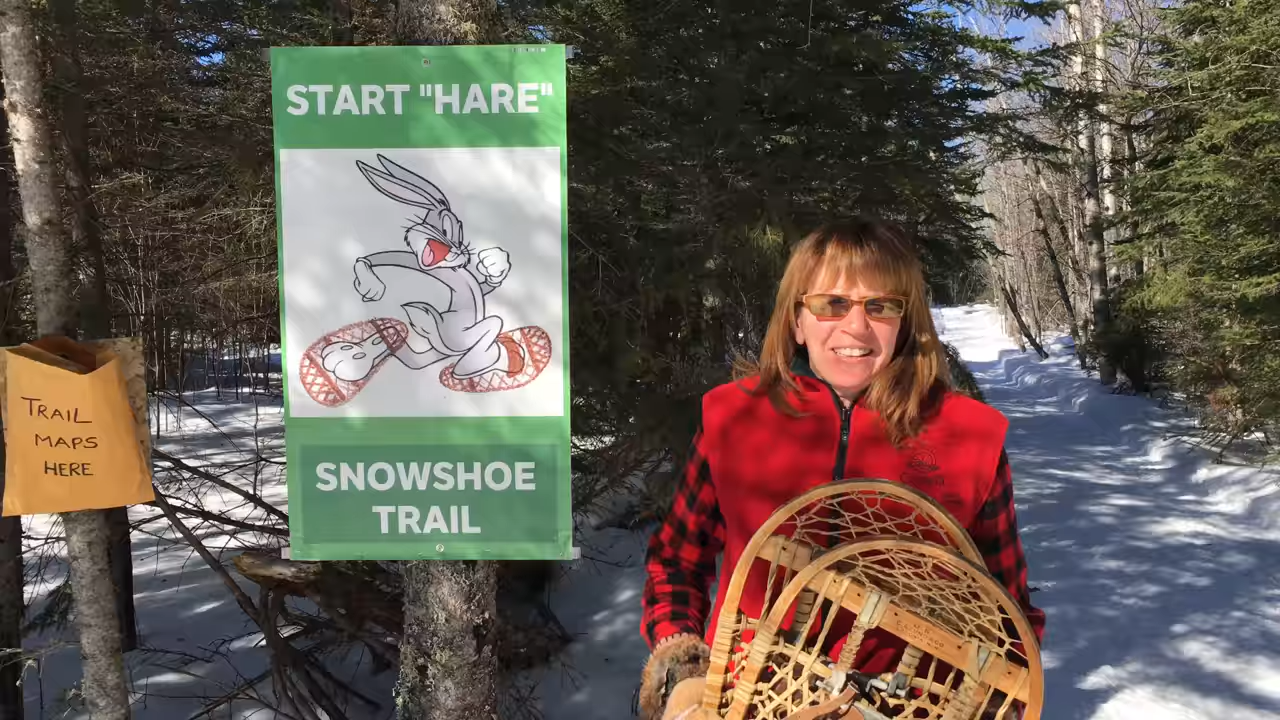 START "HARE"
SNOWSHOE
TRAIL
TRAIL
MAPS
HERE